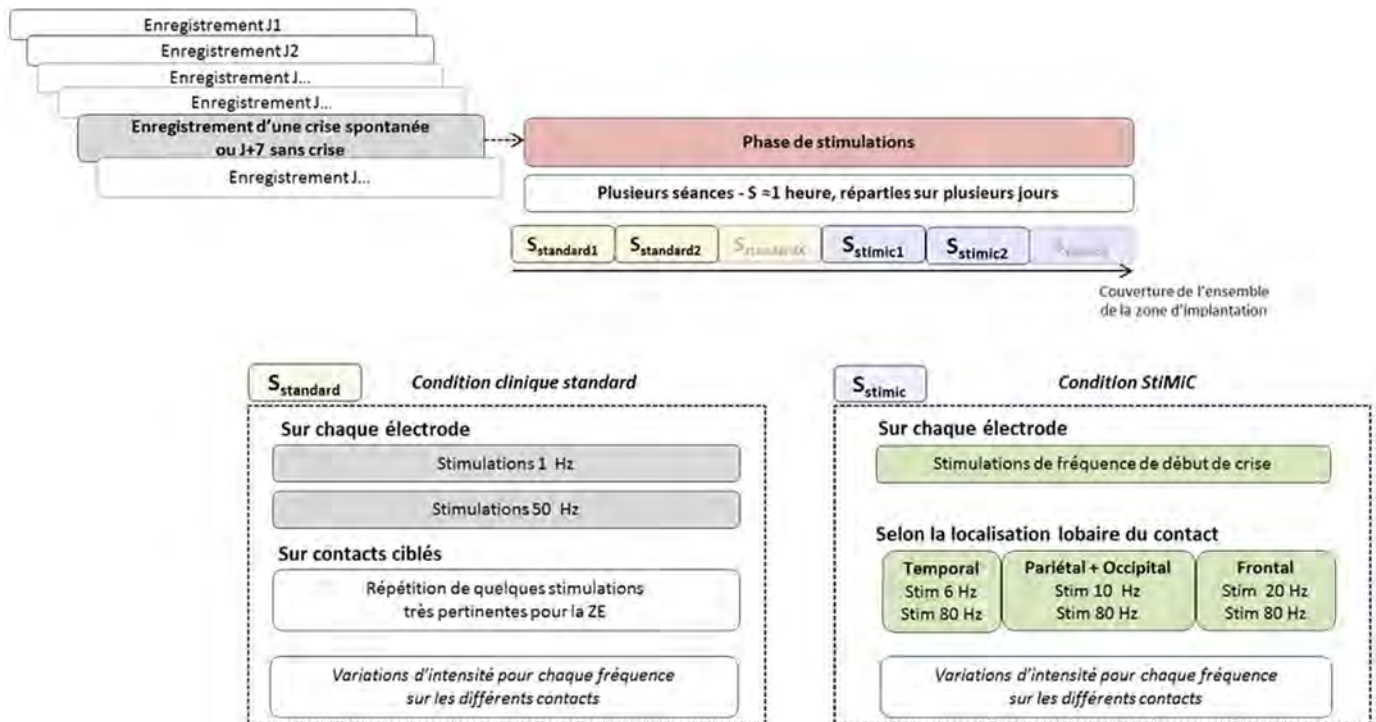 Enregistrement J1
Enregistrement J2
Enregistrement J...
Enregistrement J...
Enregistrement d'une crise spontanée
ou J+7 sans crise
Enregistrement J...
Phase de stimulations
Plusieurs séances - S ≈1 heure, réparties sur plusieurs jours
Sstandard1 Sstandard2 SstandardX Sstimic1 Sstimic2
Couverture de l'ensemble
de la zone d'implantation
Sstandard Condition clinique standard
Sur chaque électrode
Stimulations 1 Hz
Stimulations 50 Hz
Sur contacts ciblés
Répétition de quelques stimulations
très pertinentes pour la ZE
Variations d'intensité pour chaque fréquence
sur les différents contacts
Sstimic Condition StiMiC
Sur chaque électrode
Stimulations de fréquence de début de crise
Selon la localisation lobaire du contact
Temporal
Stim 6 Hz
Stim 80 Hz
Pariétal + Occipital
Stim 10 Hz
Stim 80 Hz
Frontal
Stim 20 Hz
Stim 80 Hz
Variations d'intensité pour chaque fréquence
sur les différents contacts